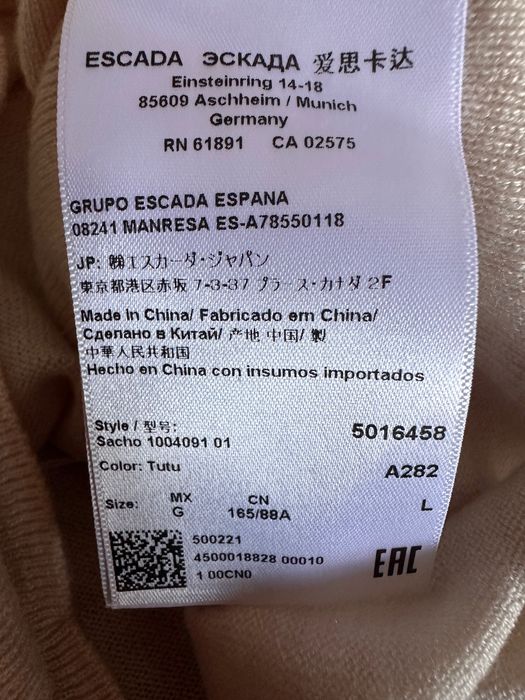 ESCADA ЭСКАДА 爱思卡达
Einsteinring 14-18
85609 Aschheim / Munich
Germany
RN 61891 CA 02575
GRUPO ESCADA ESPANA
08241 MANRESA ES-A78550118
JP: ㈱エスカーダ・ジャパン
東京都港区赤坂 7-3-37 プラース・カナダ 2F
Made in China/ Fabricado em China/
Сделано в Китай/ 产地 中国/ 製
中華人民共和国
Hecho en China con insumos importados
Style / 型号: 5016458
Sacho 1004091 01
Color: Tutu A282
Size: MX CN L
G 165/88A
500221
4500018828 00010
1 00CN0
EAC